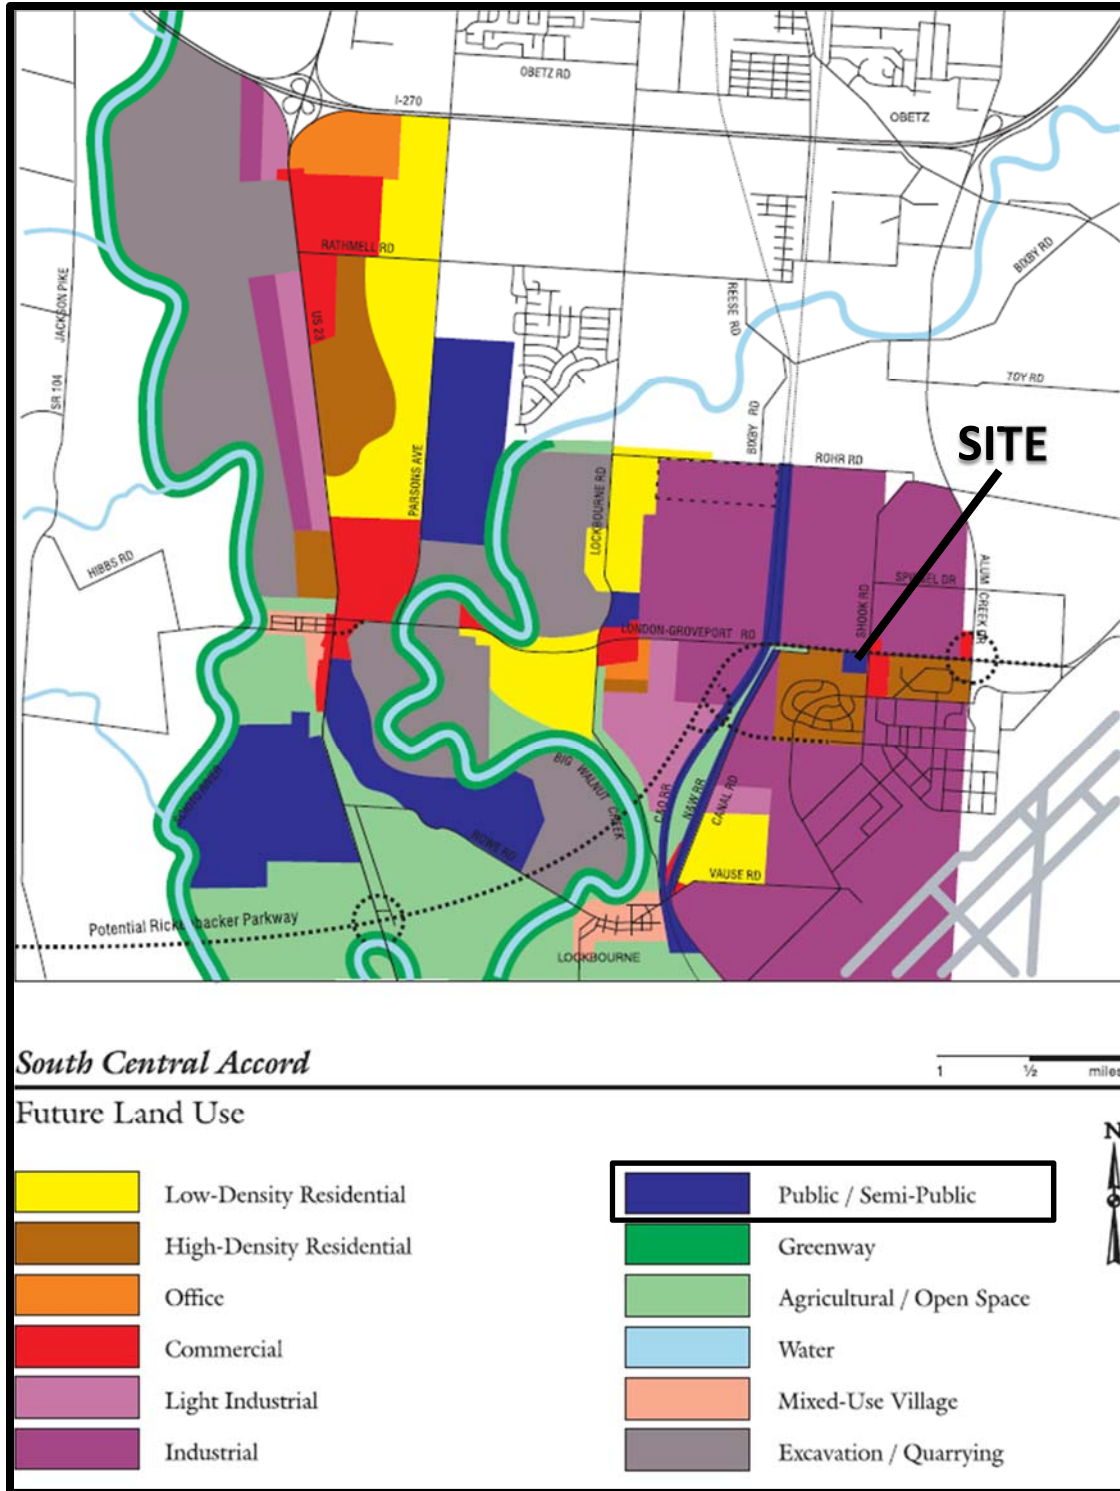 OBETZ RD
I-270
OBETZ
RATHMELL RD
BIXBY RD
JACKSON PIKE
REESE RD
US 23
SR 104
TOY RD
BIXBY RD
SITE
PARSONS AVE
ROHR RD
LOCKBOURNE RD
HIBBS RD
ALUM CREEK DR
SPIEGEL DR
SHOOK RD
LONDON-GROVEPORT RD
BIG WALNUT CREEK
SCIOTO RIVER
C&O RR
N&W RR
CANAL RD
ROWE RD
VAUSE RD
Potential Rickenbacker Parkway
LOCKBOURNE
South Central Accord
1 ½ miles
Future Land Use
N
Low-Density Residential
High-Density Residential
Office
Commercial
Light Industrial
Industrial
Public / Semi-Public
Greenway
Agricultural / Open Space
Water
Mixed-Use Village
Excavation / Quarrying